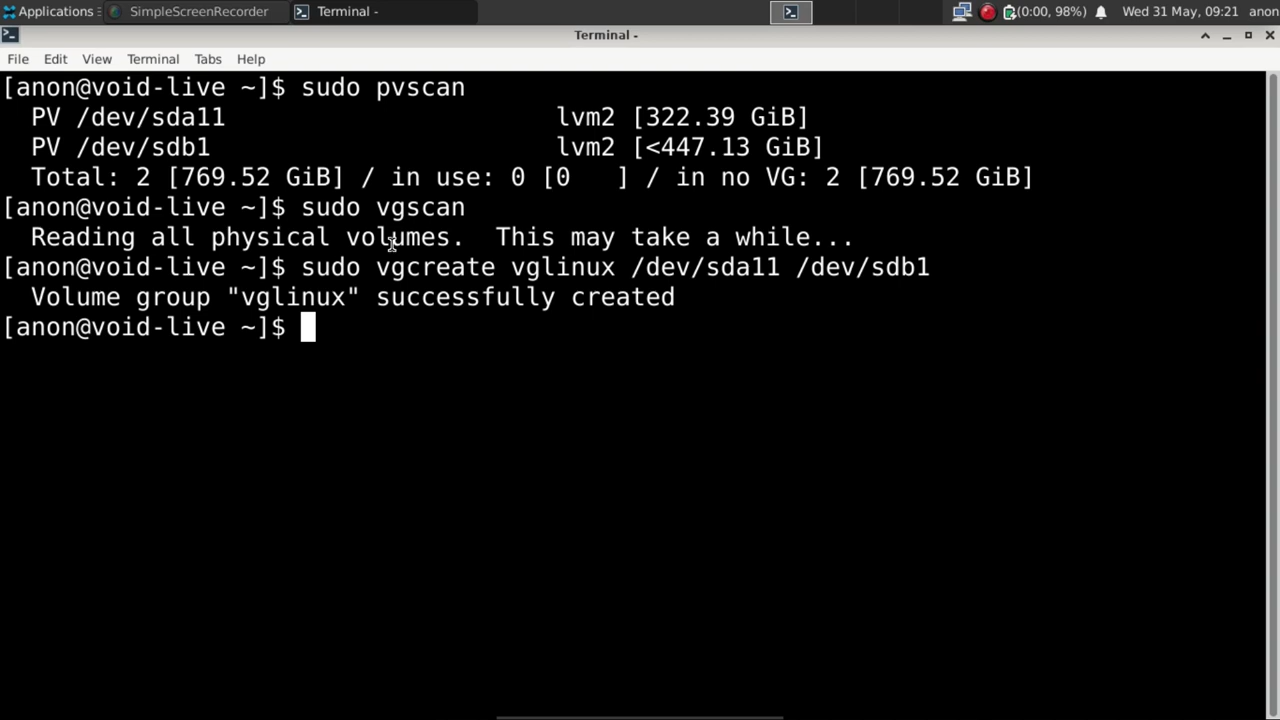 Applications SimpleScreenRecorder Terminal - (0:00, 98%) Wed 31 May, 09:21 anon
Terminal -
File Edit View Terminal Tabs Help
[anon@void-live ~]$ sudo pvscan
  PV /dev/sda11                      lvm2 [322.39 GiB]
  PV /dev/sdb1                       lvm2 [<447.13 GiB]
  Total: 2 [769.52 GiB] / in use: 0 [0   ] / in no VG: 2 [769.52 GiB]
[anon@void-live ~]$ sudo vgscan
  Reading all physical volumes.  This may take a while...
[anon@void-live ~]$ sudo vgcreate vglinux /dev/sda11 /dev/sdb1
  Volume group "vglinux" successfully created
[anon@void-live ~]$